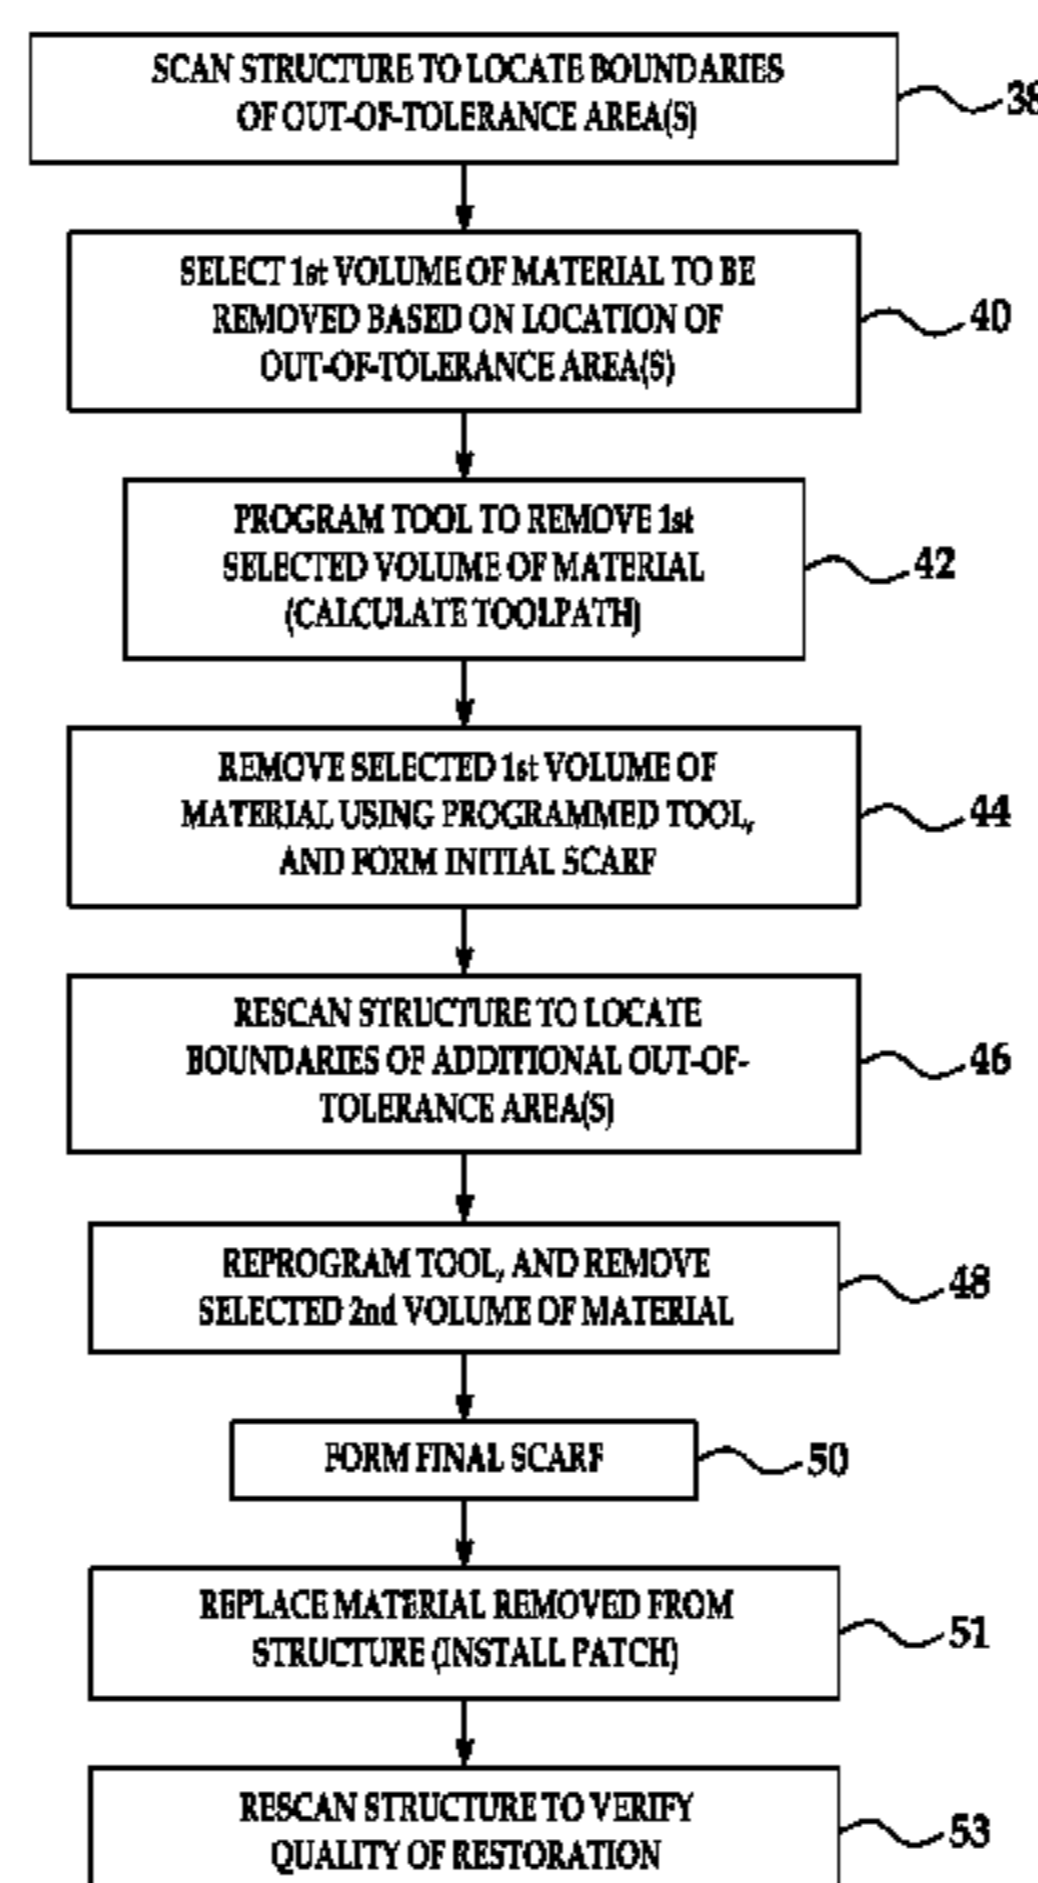 SCAN STRUCTURE TO LOCATE BOUNDARIES
OF OUT-OF-TOLERANCE AREA(S)
38
SELECT 1st VOLUME OF MATERIAL TO BE
REMOVED BASED ON LOCATION OF
OUT-OF-TOLERANCE AREA(S)
40
PROGRAM TOOL TO REMOVE 1st
SELECTED VOLUME OF MATERIAL
(CALCULATE TOOLPATH)
42
REMOVE SELECTED 1st VOLUME OF
MATERIAL USING PROGRAMMED TOOL,
AND FORM INITIAL SCARF
44
RESCAN STRUCTURE TO LOCATE
BOUNDARIES OF ADDITIONAL OUT-OF-
TOLERANCE AREA(S)
46
REPROGRAM TOOL, AND REMOVE
SELECTED 2nd VOLUME OF MATERIAL
48
FORM FINAL SCARF
50
REPLACE MATERIAL REMOVED FROM
STRUCTURE (INSTALL PATCH)
51
RESCAN STRUCTURE TO VERIFY
QUALITY OF RESTORATION
53